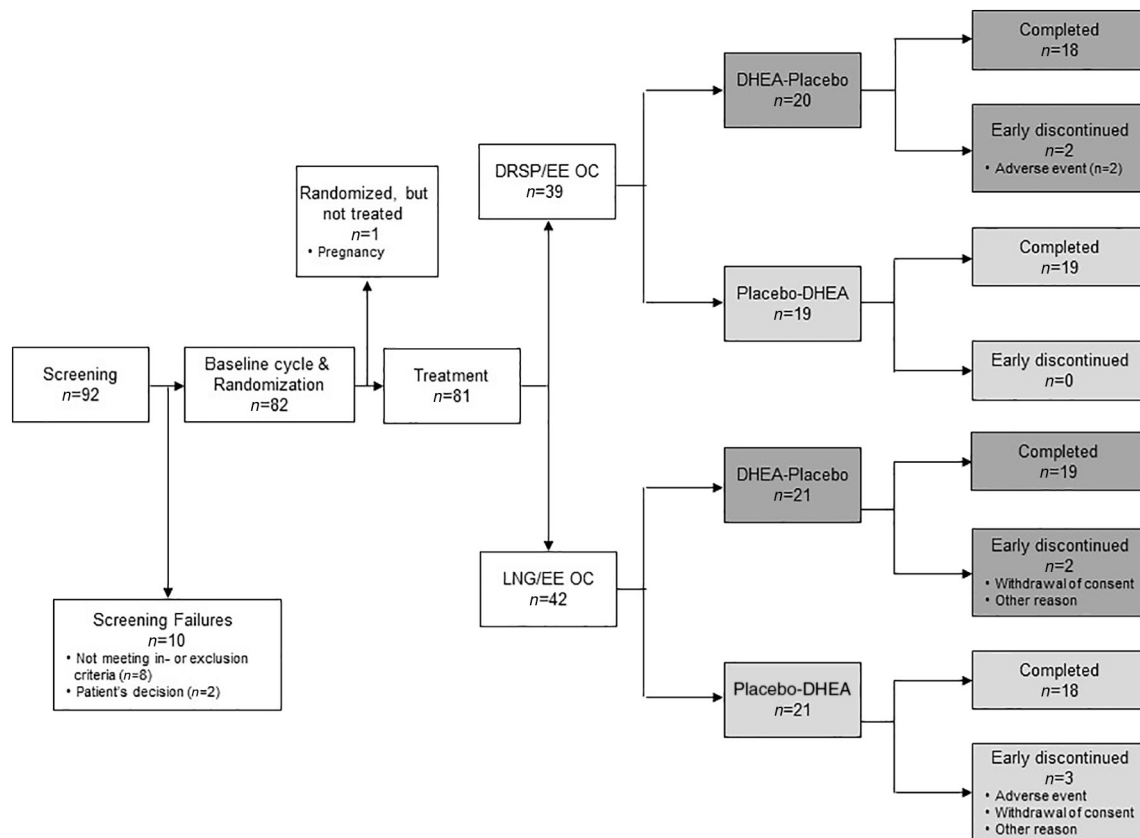 Screening
n=92
Screening Failures
n=10
• Not meeting in- or exclusion
criteria (n=8)
• Patient's decision (n=2)
Baseline cycle &
Randomization
n=82
Randomized, but
not treated
n=1
• Pregnancy
Treatment
n=81
DRSP/EE OC
n=39
DHEA-Placebo
n=20
Completed
n=18
Early discontinued
n=2
• Adverse event (n=2)
Placebo-DHEA
n=19
Completed
n=19
Early discontinued
n=0
LNG/EE OC
n=42
DHEA-Placebo
n=21
Completed
n=19
Early discontinued
n=2
• Withdrawal of consent
• Other reason
Placebo-DHEA
n=21
Completed
n=18
Early discontinued
n=3
• Adverse event
• Withdrawal of consent
• Other reason